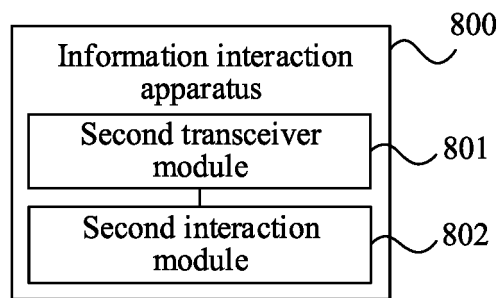 800
Information interaction
apparatus
Second transceiver
module
801
Second interaction
module
802